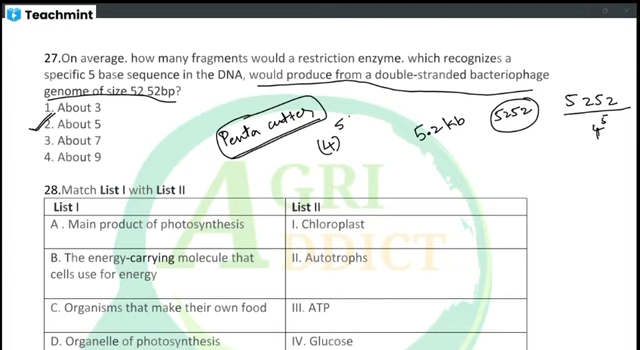 Teachmint
27.On average. how many fragments would a restriction enzyme. which recognizes a
specific 5 base sequence in the DNA, would produce from a double-stranded bacteriophage
genome of size 52 52bp?
1. About 3
2. About 5
3. About 7
4. About 9
Penta cutter
(4)5
5.2kb
5252
5252
45
28.Match List I with List II
List I
List II
A . Main product of photosynthesis
I. Chloroplast
B. The energy-carrying molecule that
cells use for energy
II. Autotrophs
C. Organisms that make their own food
III. ATP
D. Organelle of photosynthesis
IV. Glucose
AGRI
ADDICT